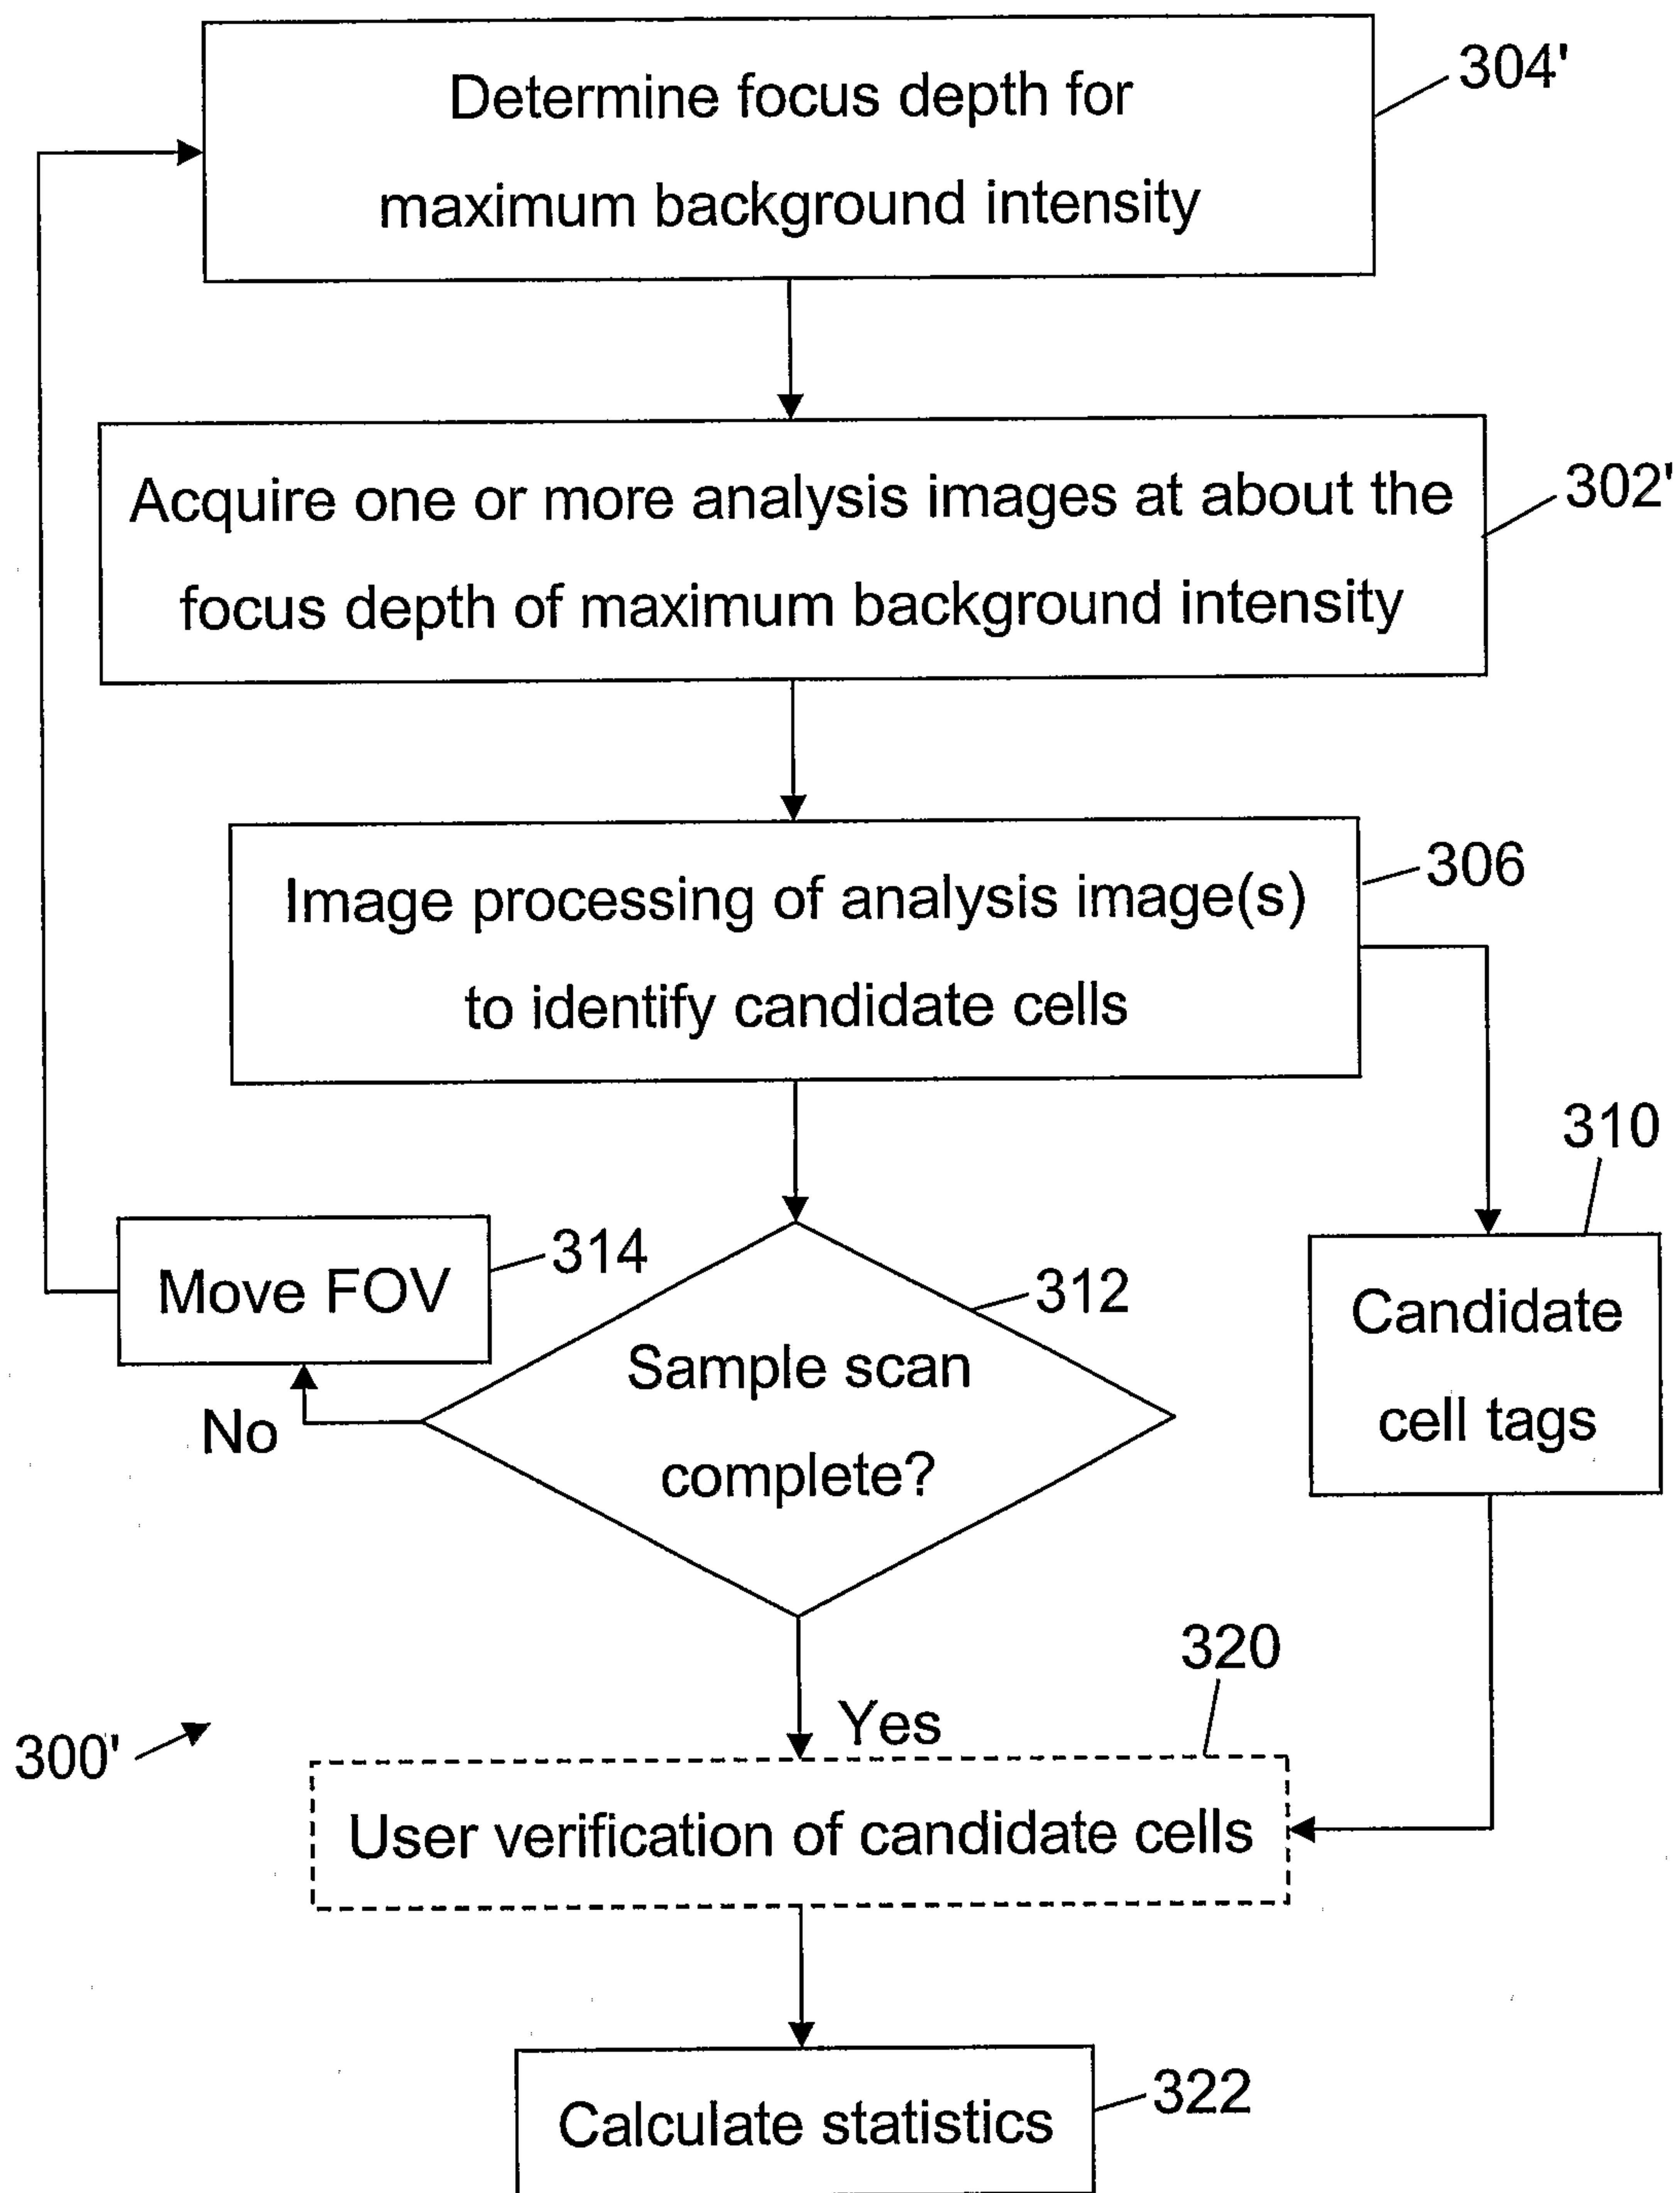 Determine focus depth for
maximum background intensity
304'
Acquire one or more analysis images at about the
focus depth of maximum background intensity
302'
Image processing of analysis image(s)
to identify candidate cells
306
310
Candidate
cell tags
Move FOV
314
312
Sample scan
complete?
No
Yes
320
300'
User verification of candidate cells
Calculate statistics
322